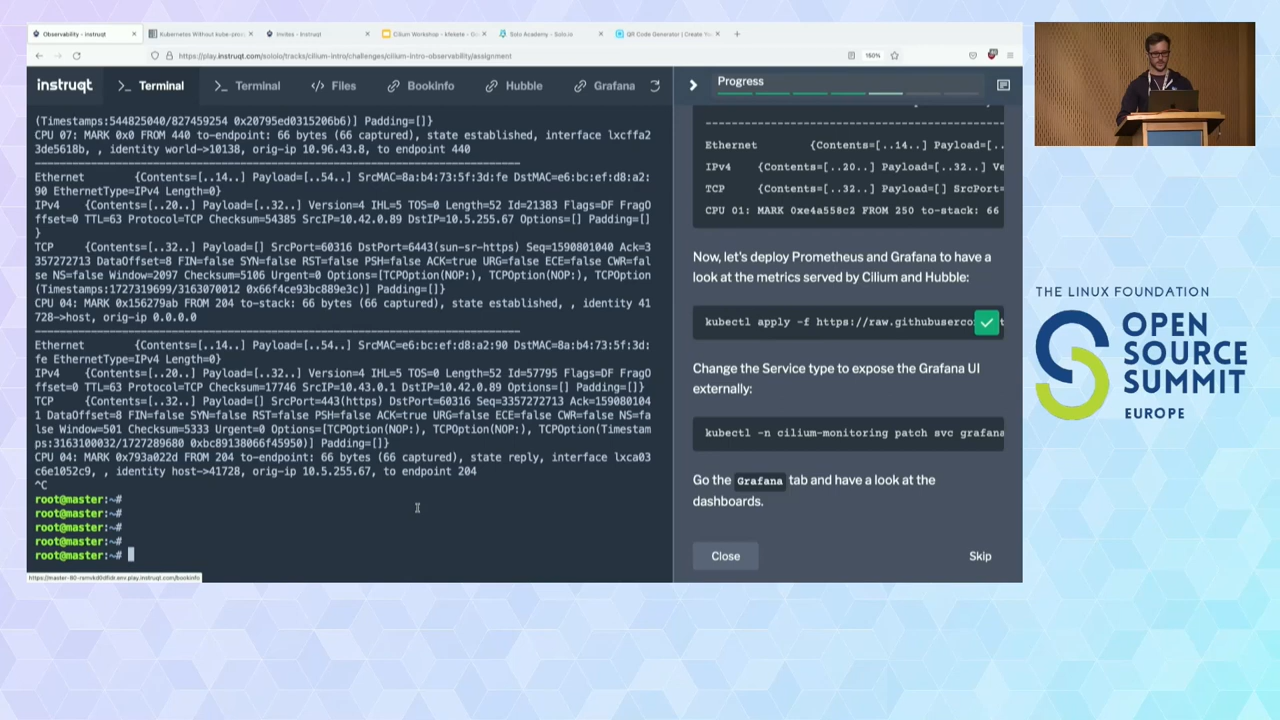 Observability - Instruqt
Kubernetes Without kube-proxy
Invites - Instruqt
Cilium Workshop - Mekete - G
Solo Academy - Solo.io
QR Code Generator | Create You
150%
instruqt
>_ Terminal
>_ Terminal
Files
BookInfo
Hubble
Grafana
Progress
(Timestamps:544825040/827459254 0x20795ed0315206b6)] Padding=[]}
CPU 07: MARK 0x0 FROM 440 to-endpoint: 66 bytes (66 captured), state established, interface lxcffa2
3de5618b, , identity world->10138, orig-ip 10.96.43.8, to endpoint 440
------------------------------------------------------------------------------
Ethernet {Contents=[..14..] Payload=[..54..] SrcMAC=8a:b4:73:5f:3d:fe DstMAC=e6:bc:ef:d8:a2:
90 EthernetType=IPv4 Length=0}
IPv4 {Contents=[..20..] Payload=[..32..] Version=4 IHL=5 TOS=0 Length=52 Id=21383 Flags=DF FragO
ffset=0 TTL=63 Protocol=TCP Checksum=54385 SrcIP=10.42.0.89 DstIP=10.5.255.67 Options=[] Padding=[]
}
TCP {Contents=[..32..] Payload=[] SrcPort=60316 DstPort=6443(sun-sr-https) Seq=1590801040 Ack=3
357272713 DataOffset=8 FIN=false SYN=false RST=false PSH=false ACK=true URG=false ECE=false CWR=fal
se NS=false Window=2097 Checksum=5106 Urgent=0 Options=[TCPOption(NOP:), TCPOption(NOP:), TCPOption
(Timestamps:1727319699/3163070012 0x66f4ce93bc889e3c)] Padding=[]}
CPU 04: MARK 0x156279ab FROM 204 to-stack: 66 bytes (66 captured), state established, , identity 41
728->host, orig-ip 0.0.0.0
------------------------------------------------------------------------------
Ethernet {Contents=[..14..] Payload=[..54..] SrcMAC=e6:bc:ef:d8:a2:90 DstMAC=8a:b4:73:5f:3d:
fe EthernetType=IPv4 Length=0}
IPv4 {Contents=[..20..] Payload=[..32..] Version=4 IHL=5 TOS=0 Length=52 Id=57795 Flags=DF FragO
ffset=0 TTL=63 Protocol=TCP Checksum=17746 SrcIP=10.43.0.1 DstIP=10.42.0.89 Options=[] Padding=[]}
TCP {Contents=[..32..] Payload=[] SrcPort=443(https) DstPort=60316 Seq=3357272713 Ack=159080104
1 DataOffset=8 FIN=false SYN=false RST=false PSH=false ACK=true URG=false ECE=false CWR=false NS=fa
lse Window=501 Checksum=5333 Urgent=0 Options=[TCPOption(NOP:), TCPOption(NOP:), TCPOption(Timestam
ps:3163100032/1727289680 0xbc89138066f45950)] Padding=[]}
CPU 04: MARK 0x793a022d FROM 204 to-endpoint: 66 bytes (66 captured), state reply, interface lxca03
c6e1052c9, , identity host->41728, orig-ip 10.5.255.67, to endpoint 204
^C
root@master:~#
root@master:~#
root@master:~#
root@master:~#
root@master:~#
------------------------------------------
Ethernet {Contents=[..14..] Payload=[..
IPv4 {Contents=[..20..] Payload=[..32..] Ve
TCP {Contents=[..32..] Payload=[] SrcPort=
CPU 01: MARK 0xe4a558c2 FROM 250 to-stack: 66
Now, let's deploy Prometheus and Grafana to have a
look at the metrics served by Cilium and Hubble:
kubectl apply -f https://raw.githubuserco
Change the Service type to expose the Grafana UI
externally:
kubectl -n cilium-monitoring patch svc grafana
Go the Grafana tab and have a look at the
dashboards.
Close
Skip
THE LINUX FOUNDATION
OPEN
SOURCE
SUMMIT
EUROPE